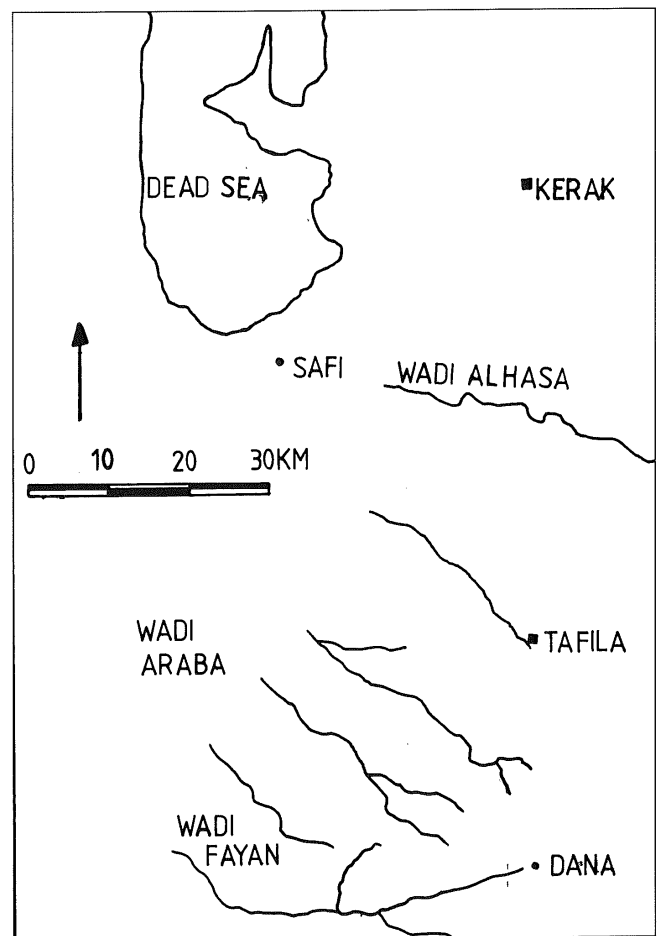 DEAD SEA
KERAK
SAFI
WADI ALHASA
0 10 20 30KM
WADI
ARABA
TAFILA
WADI
FAYAN
DANA